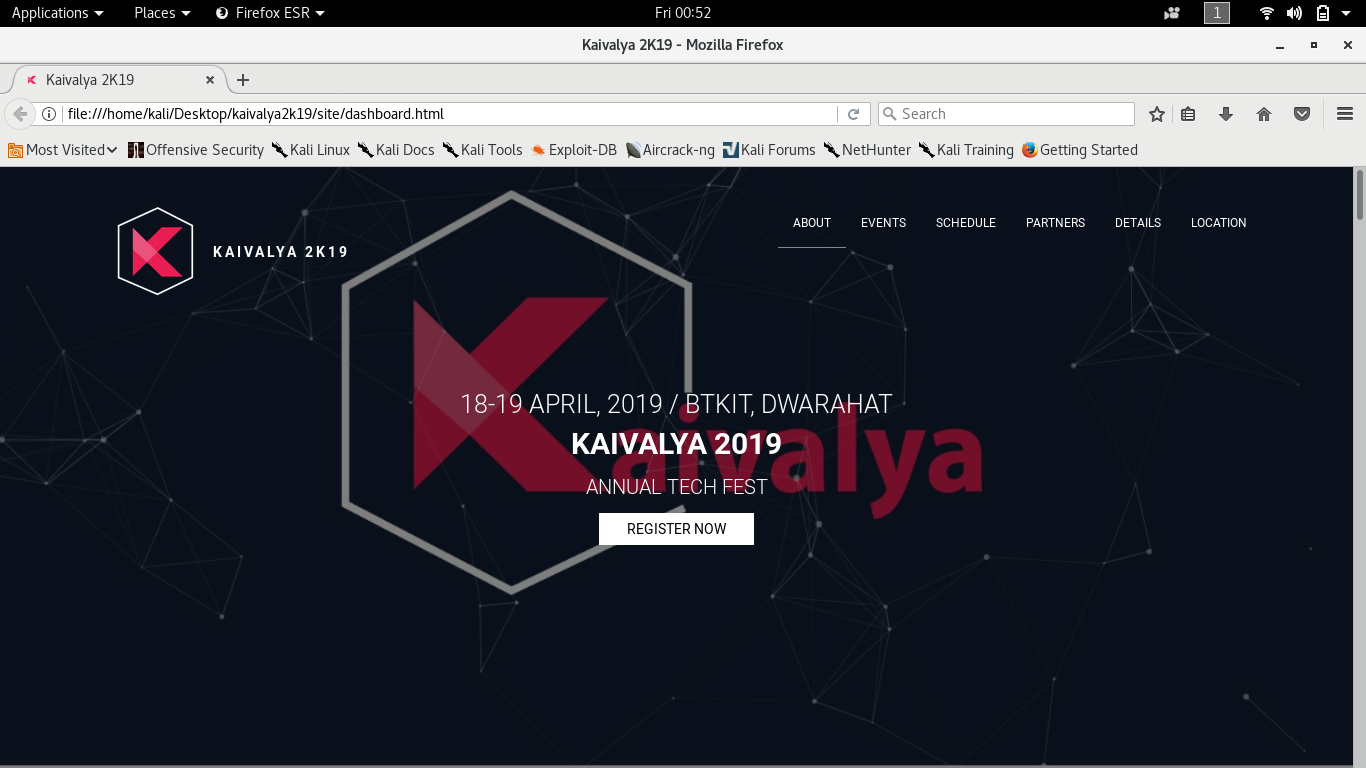 Applications Places Firefox ESR Fri 00:52 1
Kaivalya 2K19 - Mozilla Firefox
Kaivalya 2K19
file:///home/kali/Desktop/kaivalya2k19/site/dashboard.html Search
Most Visited Offensive Security Kali Linux Kali Docs Kali Tools Exploit-DB Aircrack-ng Kali Forums NetHunter Kali Training Getting Started
ABOUT EVENTS SCHEDULE PARTNERS DETAILS LOCATION
KAIVALYA 2K19
18-19 APRIL, 2019 / BTKIT, DWARAHAT
KAIVALYA 2019
Kaivalya
ANNUAL TECH FEST
REGISTER NOW